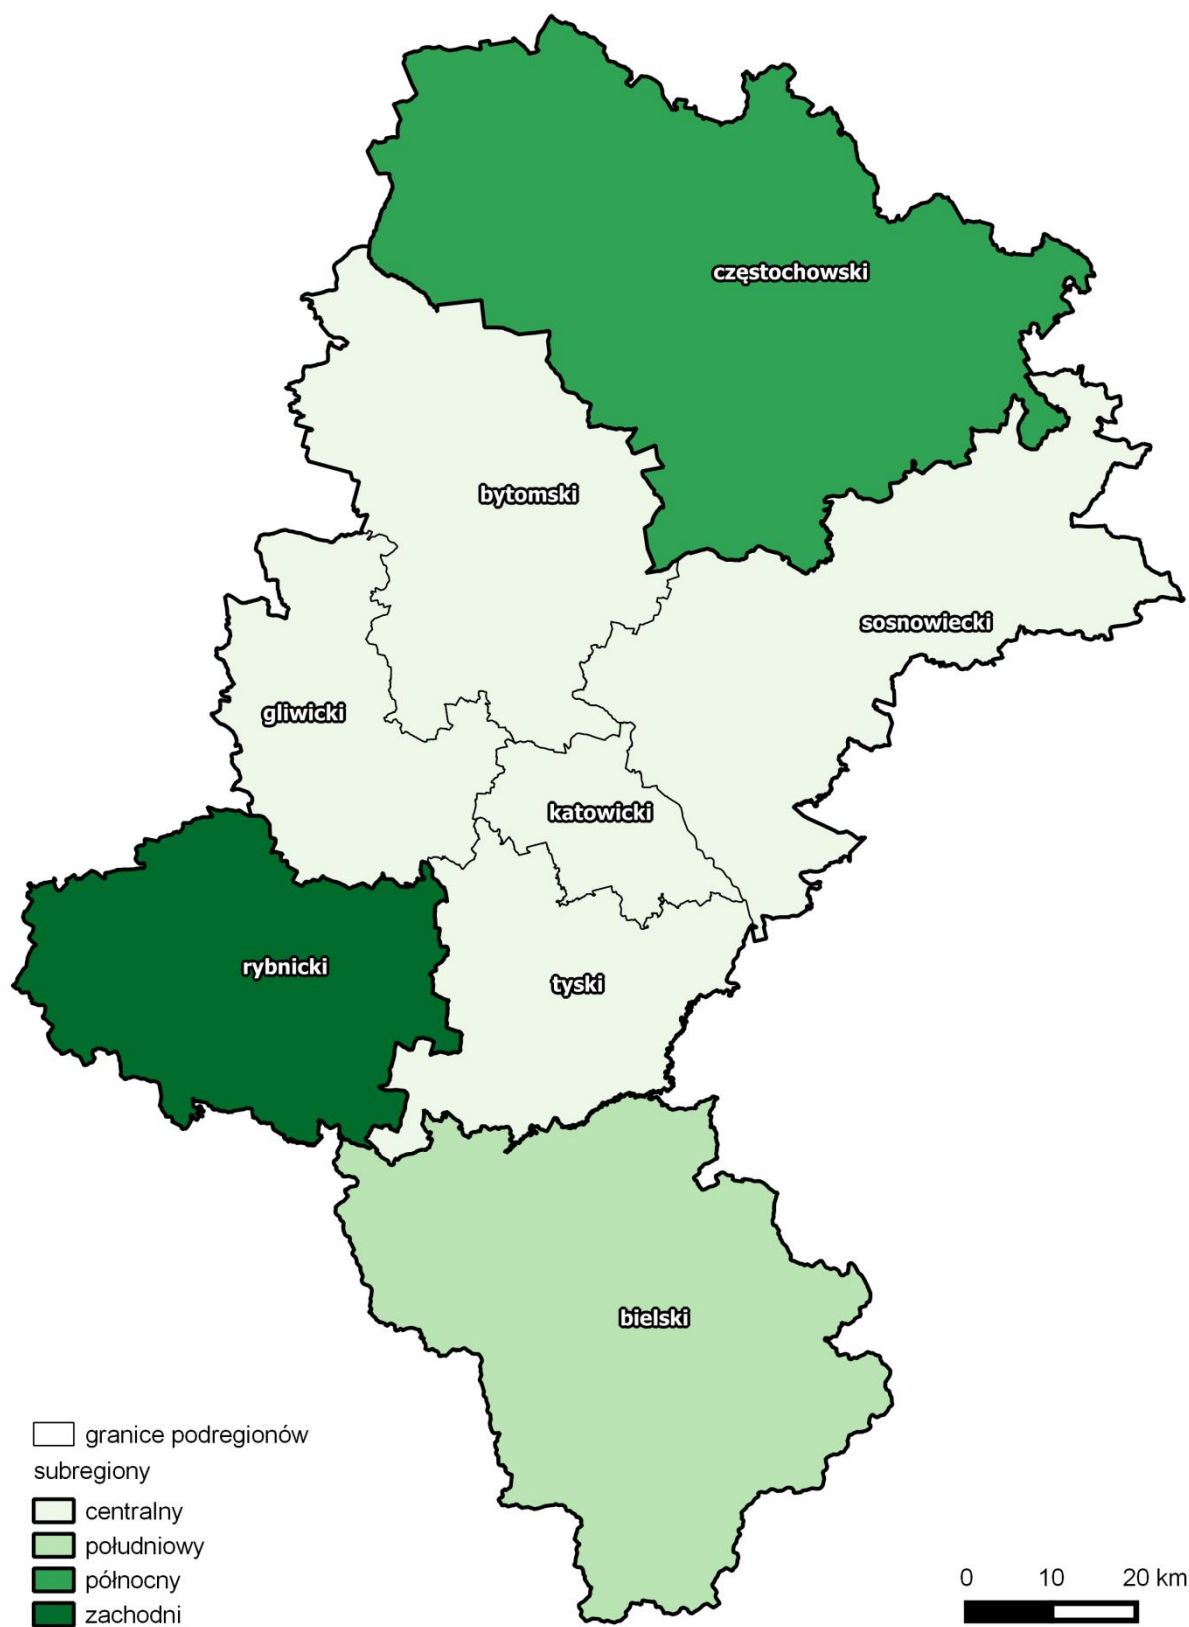 częstochowski
bytomski
sosnowiecki
gliwicki
katowicki
rybnicki
tyski
bielski
granice podregionów
subregiony
centralny
południowy
północny
zachodni
0 10 20 km